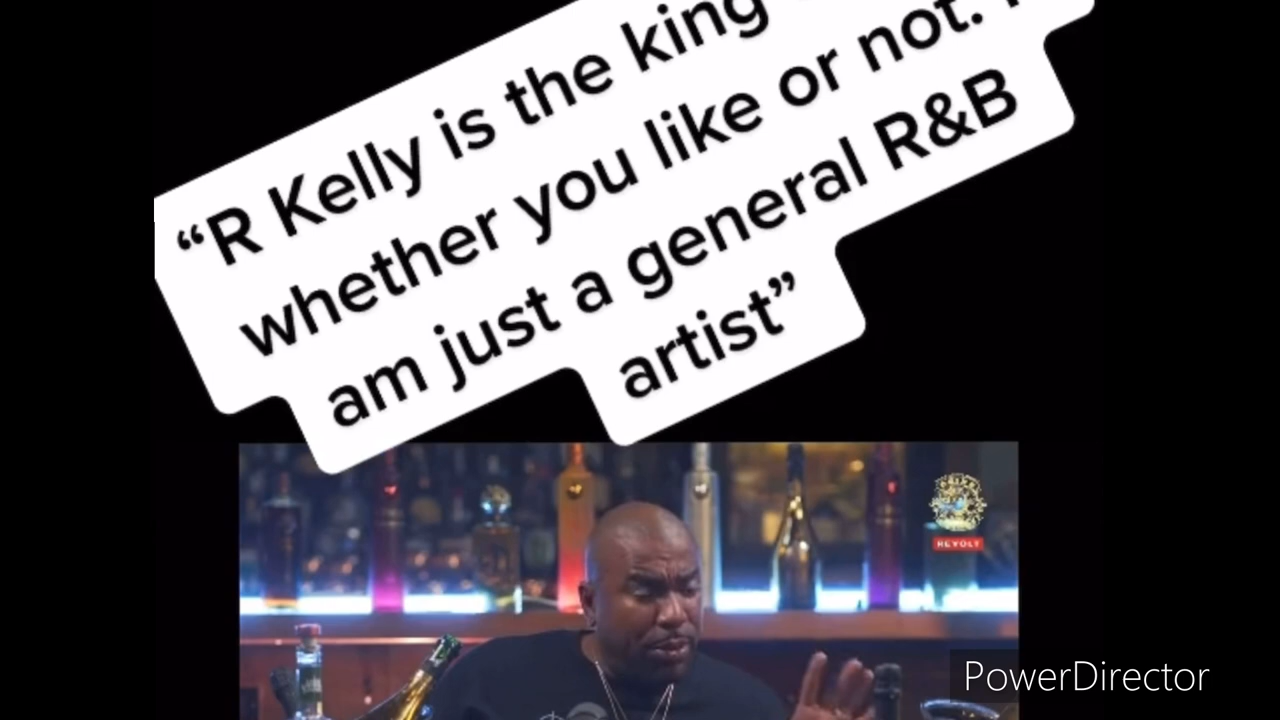 “R Kelly is the king
whether you like or not.
am just a general R&B
artist”
REVOLT
PowerDirector